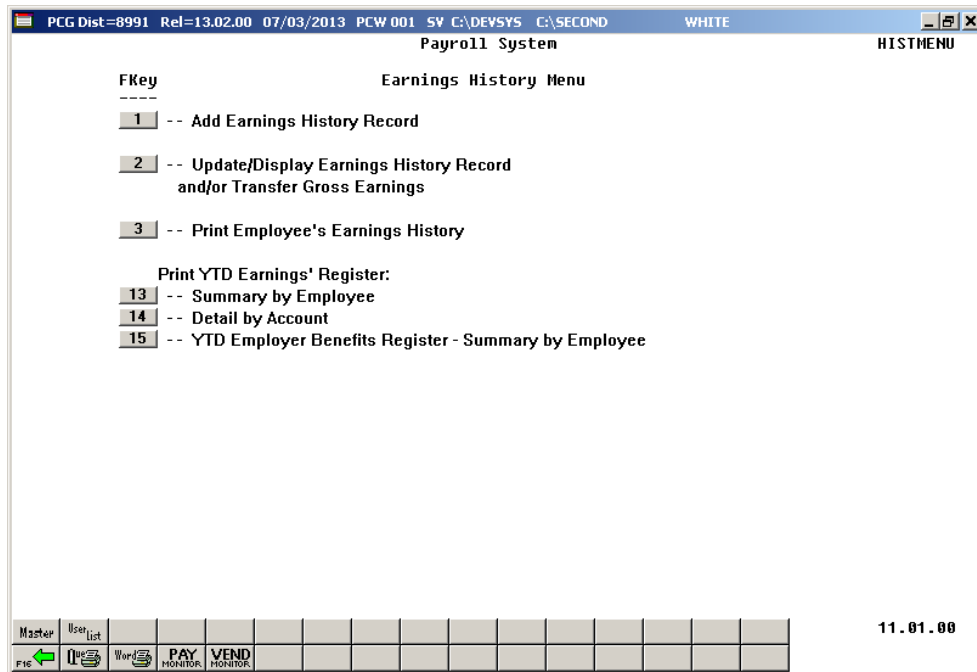 PCG Dist=8991 Rel=13.02.00 07/03/2013 PCW 001 SV C:\DEVSYS C:\SECOND WHITE
Payroll System HISTMENU
FKey Earnings History Menu
----
1 -- Add Earnings History Record
2 -- Update/Display Earnings History Record
and/or Transfer Gross Earnings
3 -- Print Employee's Earnings History
Print YTD Earnings' Register:
13 -- Summary by Employee
14 -- Detail by Account
15 -- YTD Employer Benefits Register - Summary by Employee
Master User List 11.01.00
F16 Que Word PAY MONITOR VEND MONITOR